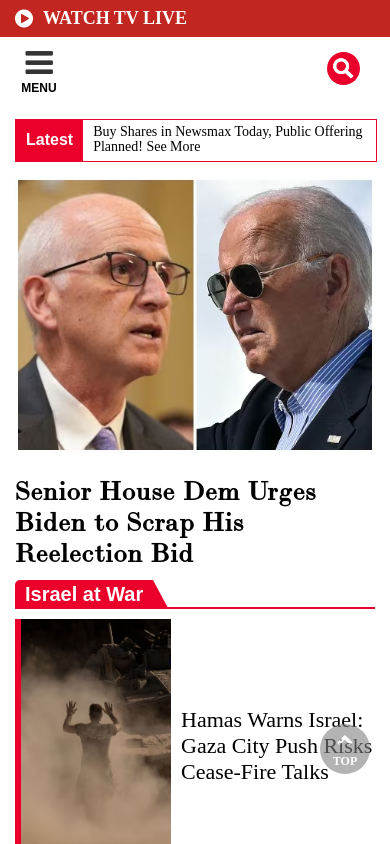 WATCH TV LIVE
MENU
Latest
Buy Shares in Newsmax Today, Public Offering
Planned! See More
Senior House Dem Urges
Biden to Scrap His
Reelection Bid
Israel at War
Hamas Warns Israel:
Gaza City Push Risks
Cease-Fire Talks
TOP